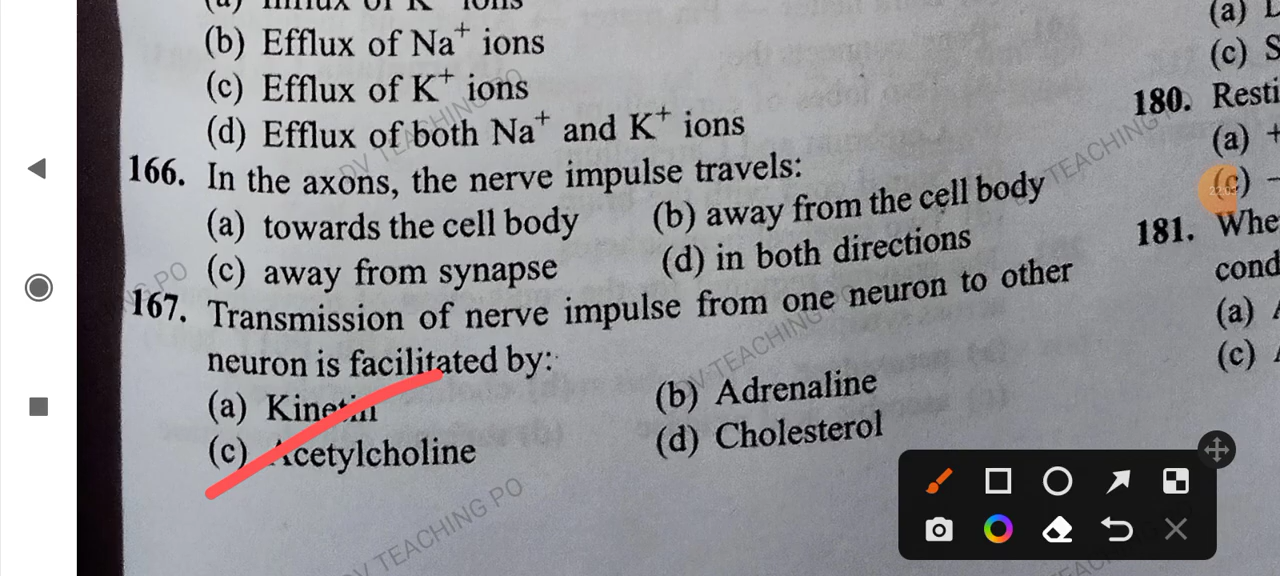 (b) Efflux of Na+ ions
(c) Efflux of K+ ions
(d) Efflux of both Na+ and K+ ions
166. In the axons, the nerve impulse travels:
(a) towards the cell body (b) away from the cell body
(c) away from synapse (d) in both directions
167. Transmission of nerve impulse from one neuron to other
neuron is facilitated by:
(a) Kinetin (b) Adrenaline
(c) Acetylcholine (d) Cholesterol
(a)
(c) S
180. Resti
(a) +
(c) –
181. Whe
cond
(a)
(c)